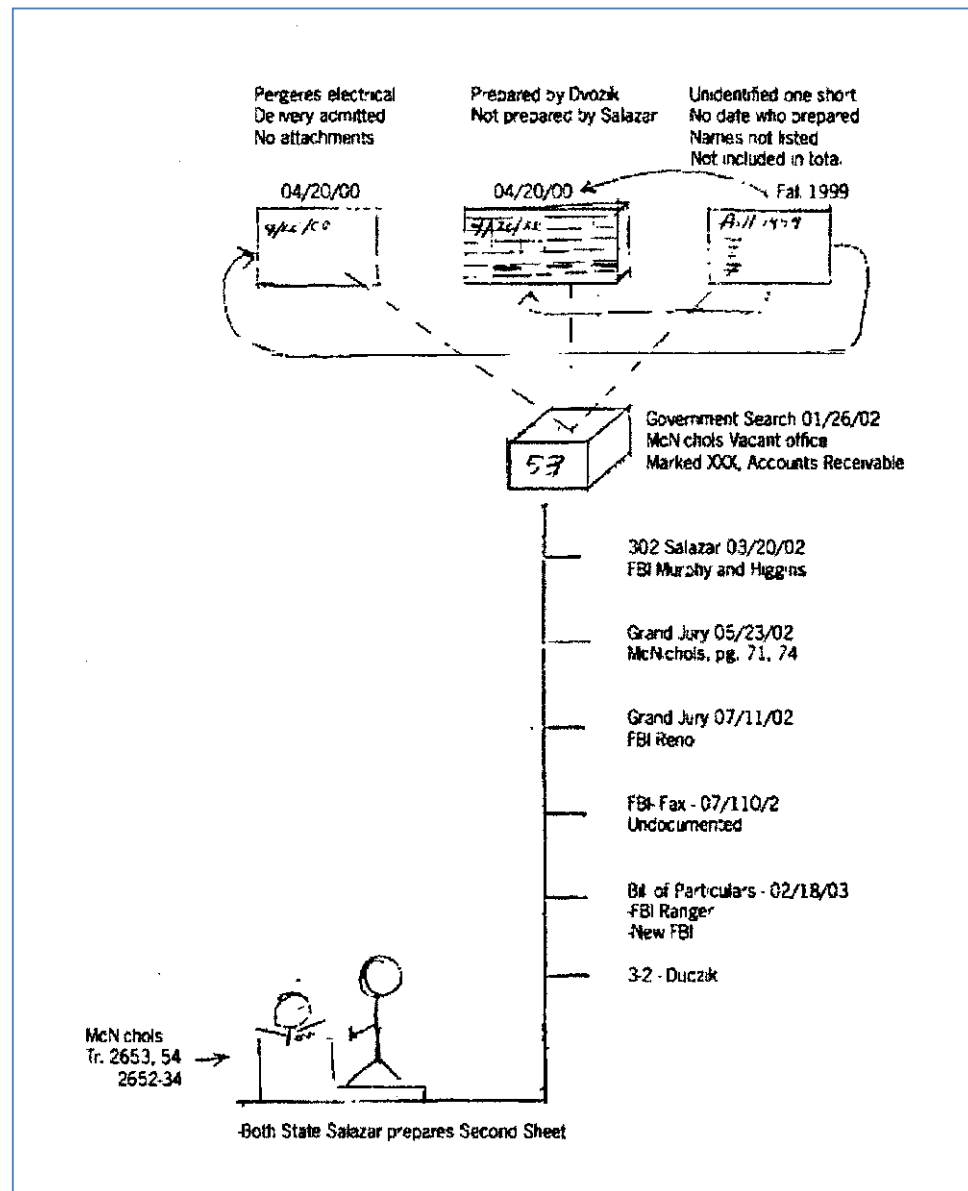 Pergeres electrical
Delivery admitted
No attachments
Prepared by Dvozik
Not prepared by Salazar
Unidentified one short
No date who prepared
Names not listed
Not included in tota
04/20/00
04/20/00
Fal. 1999
53
Government Search 01/26/02
McN chols Vacant office
Marked XXX, Accounts Receivable
302 Salazar 03/20/02
FBI Murphy and Higgins
Grand Jury 05/23/02
McNichols, pg. 71, 74
Grand Jury 07/11/02
FBI Reno
FBI- Fax - 07/110/2
Undocumented
Bill of Particulars - 02/18/03
-FBI Ranger
-New FBI
3-2 - Duczik
McN chols
Tr. 2653, 54
2652-34
-Both State Salazar prepares Second Sheet